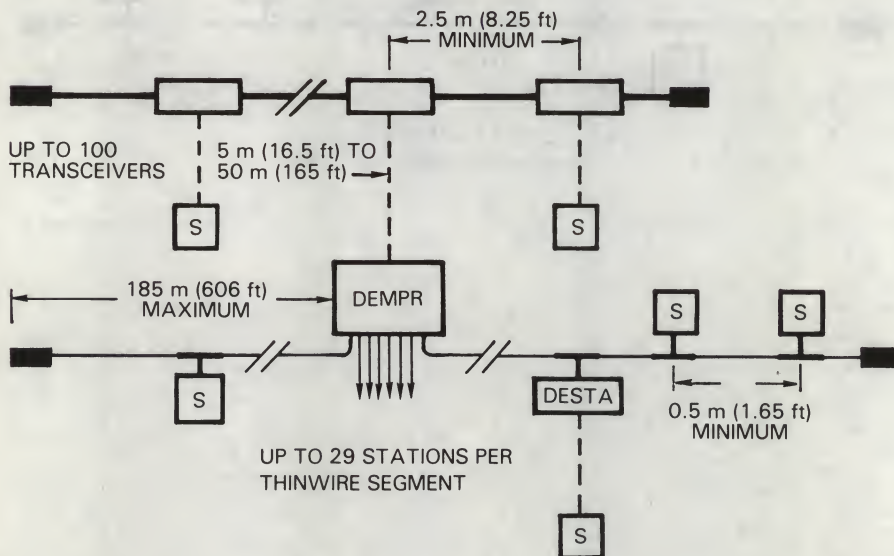 2.5 m (8.25 ft)
MINIMUM
UP TO 100
TRANSCEIVERS
5 m (16.5 ft) TO
50 m (165 ft)
S
S
185 m (606 ft)
MAXIMUM
DEMPR
S
S
S
DESTA
0.5 m (1.65 ft)
MINIMUM
UP TO 29 STATIONS PER
THINWIRE SEGMENT
S